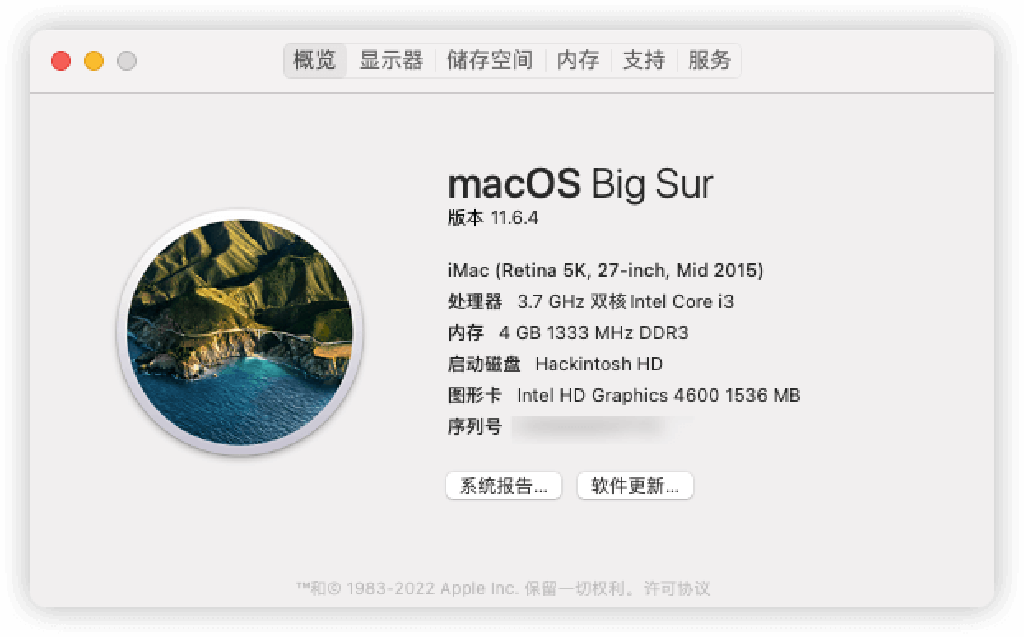 概览 显示器 储存空间 内存 支持 服务
macOS Big Sur
版本 11.6.4
iMac (Retina 5K, 27-inch, Mid 2015)
处理器 3.7 GHz 双核Intel Core i3
内存 4 GB 1333 MHz DDR3
启动磁盘 Hackintosh HD
图形卡 Intel HD Graphics 4600 1536 MB
序列号
系统报告... 软件更新...
™和© 1983-2022 Apple Inc. 保留一切权利。许可协议